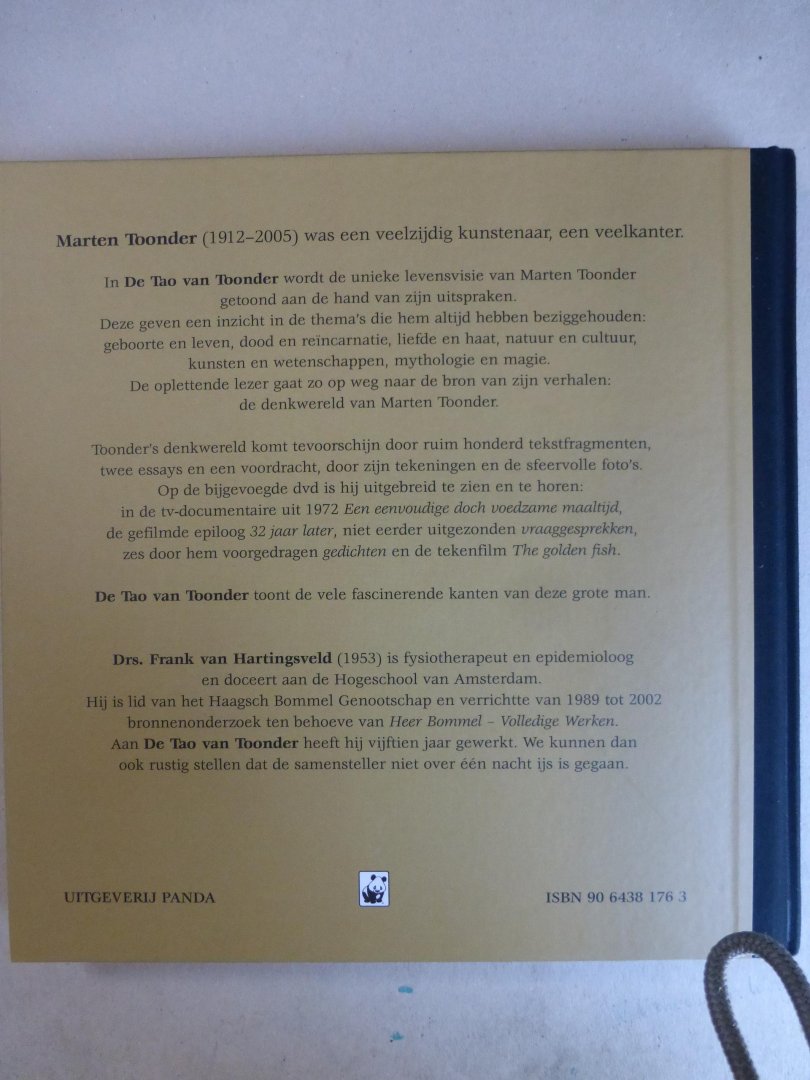 Marten Toonder (1912–2005) was een veelzijdig kunstenaar, een veelkanter.
In De Tao van Toonder wordt de unieke levensvisie van Marten Toonder
getoond aan de hand van zijn uitspraken.
Deze geven een inzicht in de thema's die hem altijd hebben beziggehouden:
geboorte en leven, dood en reïncarnatie, liefde en haat, natuur en cultuur,
kunsten en wetenschappen, mythologie en magie.
De oplettende lezer gaat zo op weg naar de bron van zijn verhalen:
de denkwereld van Marten Toonder.
Toonder's denkwereld komt tevoorschijn door ruim honderd tekstfragmenten,
twee essays en een voordracht, door zijn tekeningen en de sfeervolle foto's.
Op de bijgevoegde dvd is hij uitgebreid te zien en te horen:
in de tv-documentaire uit 1972 Een eenvoudige doch voedzame maaltijd,
de gefilmde epiloog 32 jaar later, niet eerder uitgezonden vraaggesprekken,
zes door hem voorgedragen gedichten en de tekenfilm The golden fish.
De Tao van Toonder toont de vele fascinerende kanten van deze grote man.
Drs. Frank van Hartingsveld (1953) is fysiotherapeut en epidemioloog
en doceert aan de Hogeschool van Amsterdam.
Hij is lid van het Haagsch Bommel Genootschap en verrichtte van 1989 tot 2002
bronnenonderzoek ten behoeve van Heer Bommel – Volledige Werken.
Aan De Tao van Toonder heeft hij vijftien jaar gewerkt. We kunnen dan
ook rustig stellen dat de samensteller niet over één nacht ijs is gegaan.
UITGEVERIJ PANDA
ISBN 90 6438 176 3